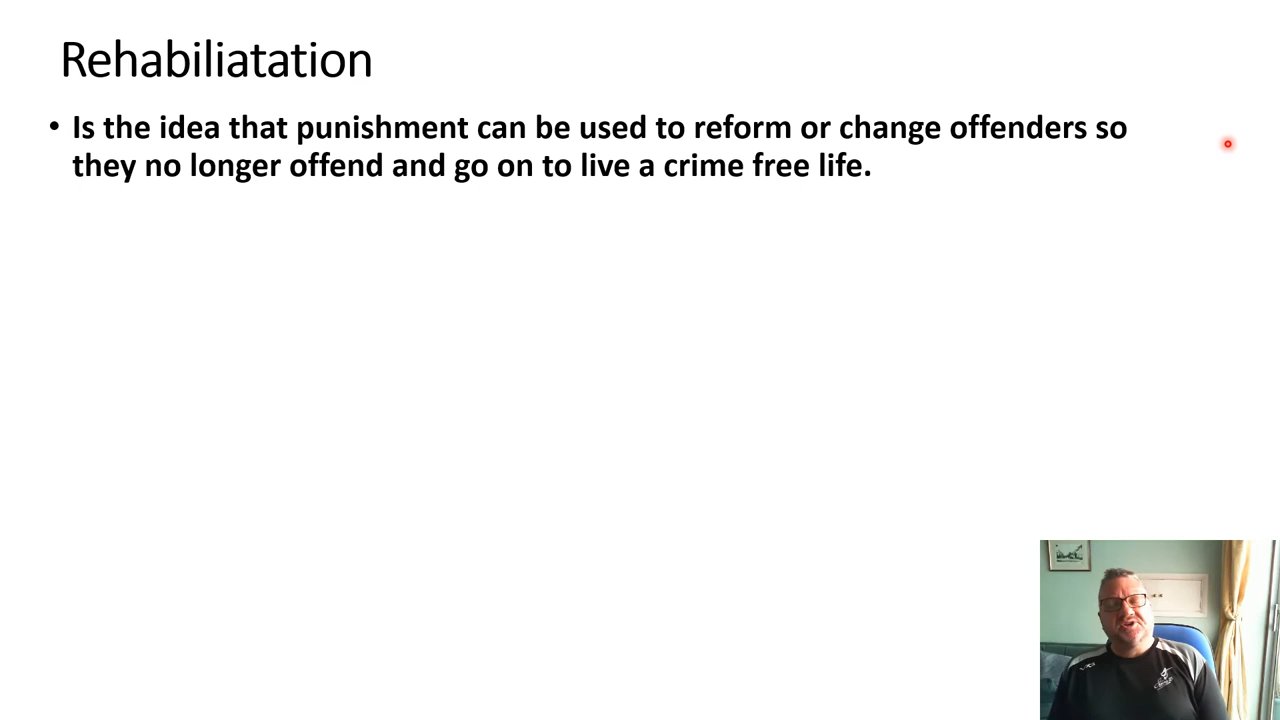 Rehabiliatation
• Is the idea that punishment can be used to reform or change offenders so
they no longer offend and go on to live a crime free life.